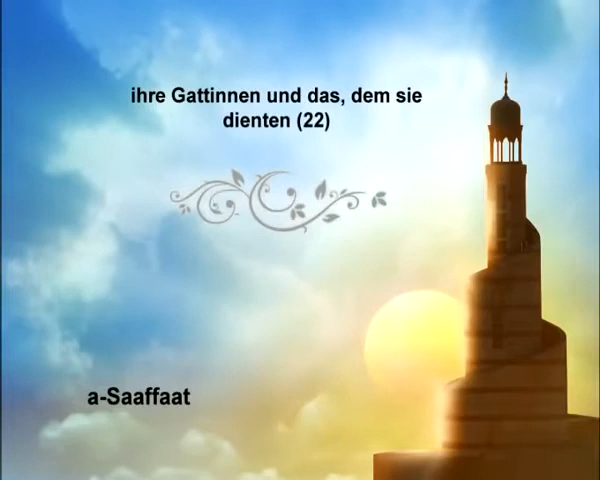 ihre Gattinnen und das, dem sie
dienten (22)
a-Saaffaat